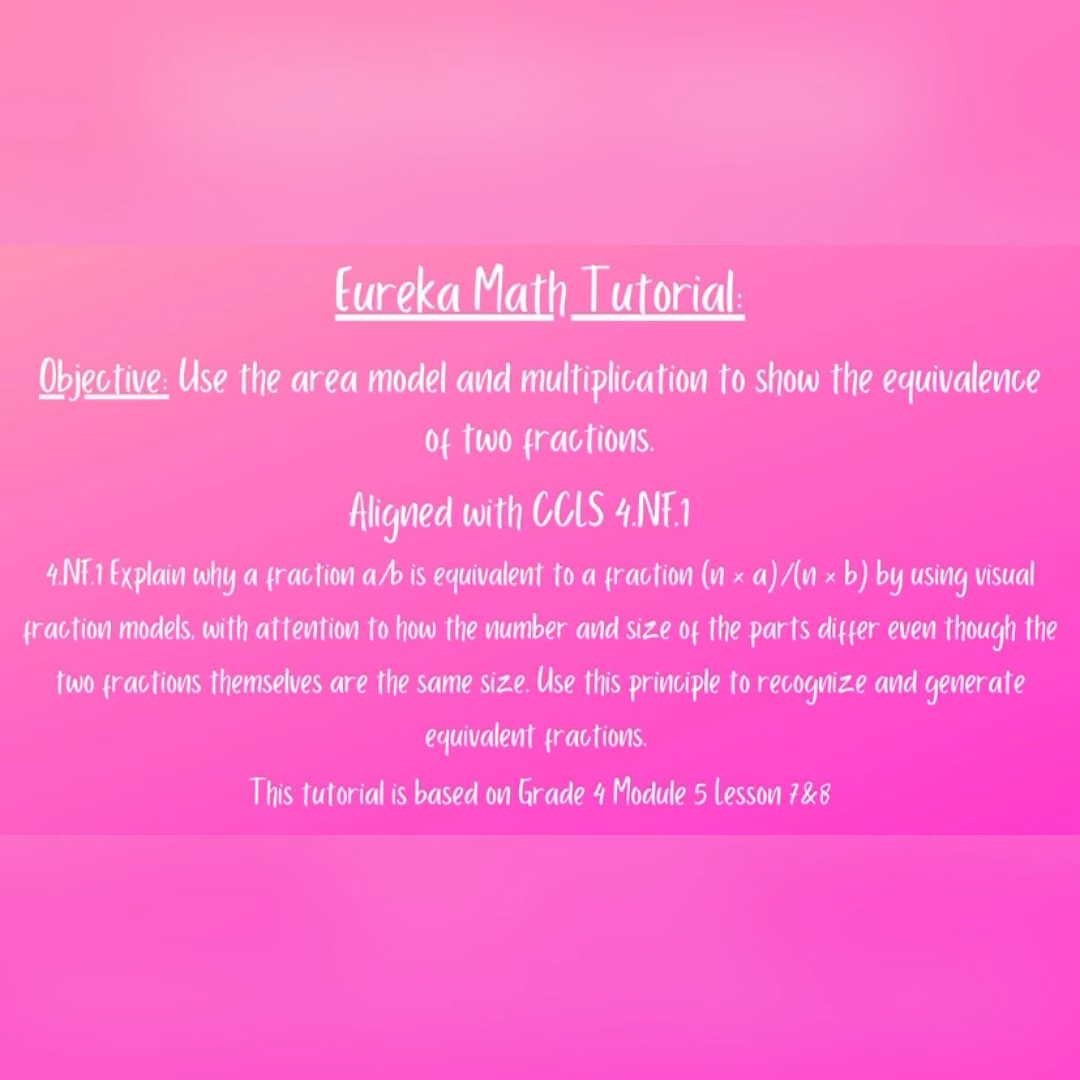 Eureka Math Tutorial:
Objective: Use the area model and multiplication to show the equivalence
of two fractions.
Aligned with CCLS 4.NF.1
4.NF.1 Explain why a fraction a/b is equivalent to a fraction (n × a)/(n × b) by using visual
fraction models, with attention to how the number and size of the parts differ even though the
two fractions themselves are the same size. Use this principle to recognize and generate
equivalent fractions.
This tutorial is based on Grade 4 Module 5 Lesson 7&8